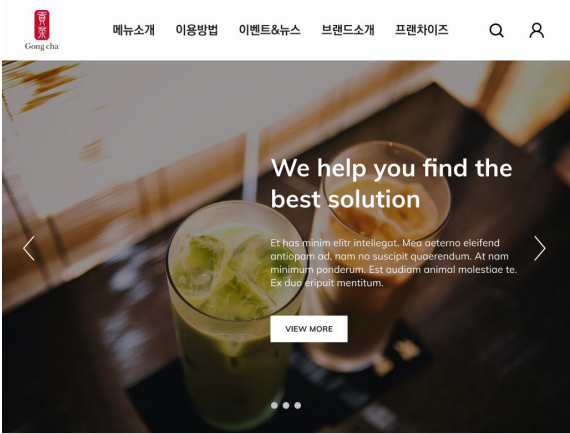 貢茶
Gong cha
메뉴소개 이용방법 이벤트&뉴스 브랜드소개 프랜차이즈
We help you find the
best solution
Et has minim elitr intellegot. Mea aeterno eleifend
antiopam ad, nam no suscipit quaerendum. At nam
minimum ponderum. Est audiam animal molestiae te.
Ex duo eripuit mentitum.
VIEW MORE